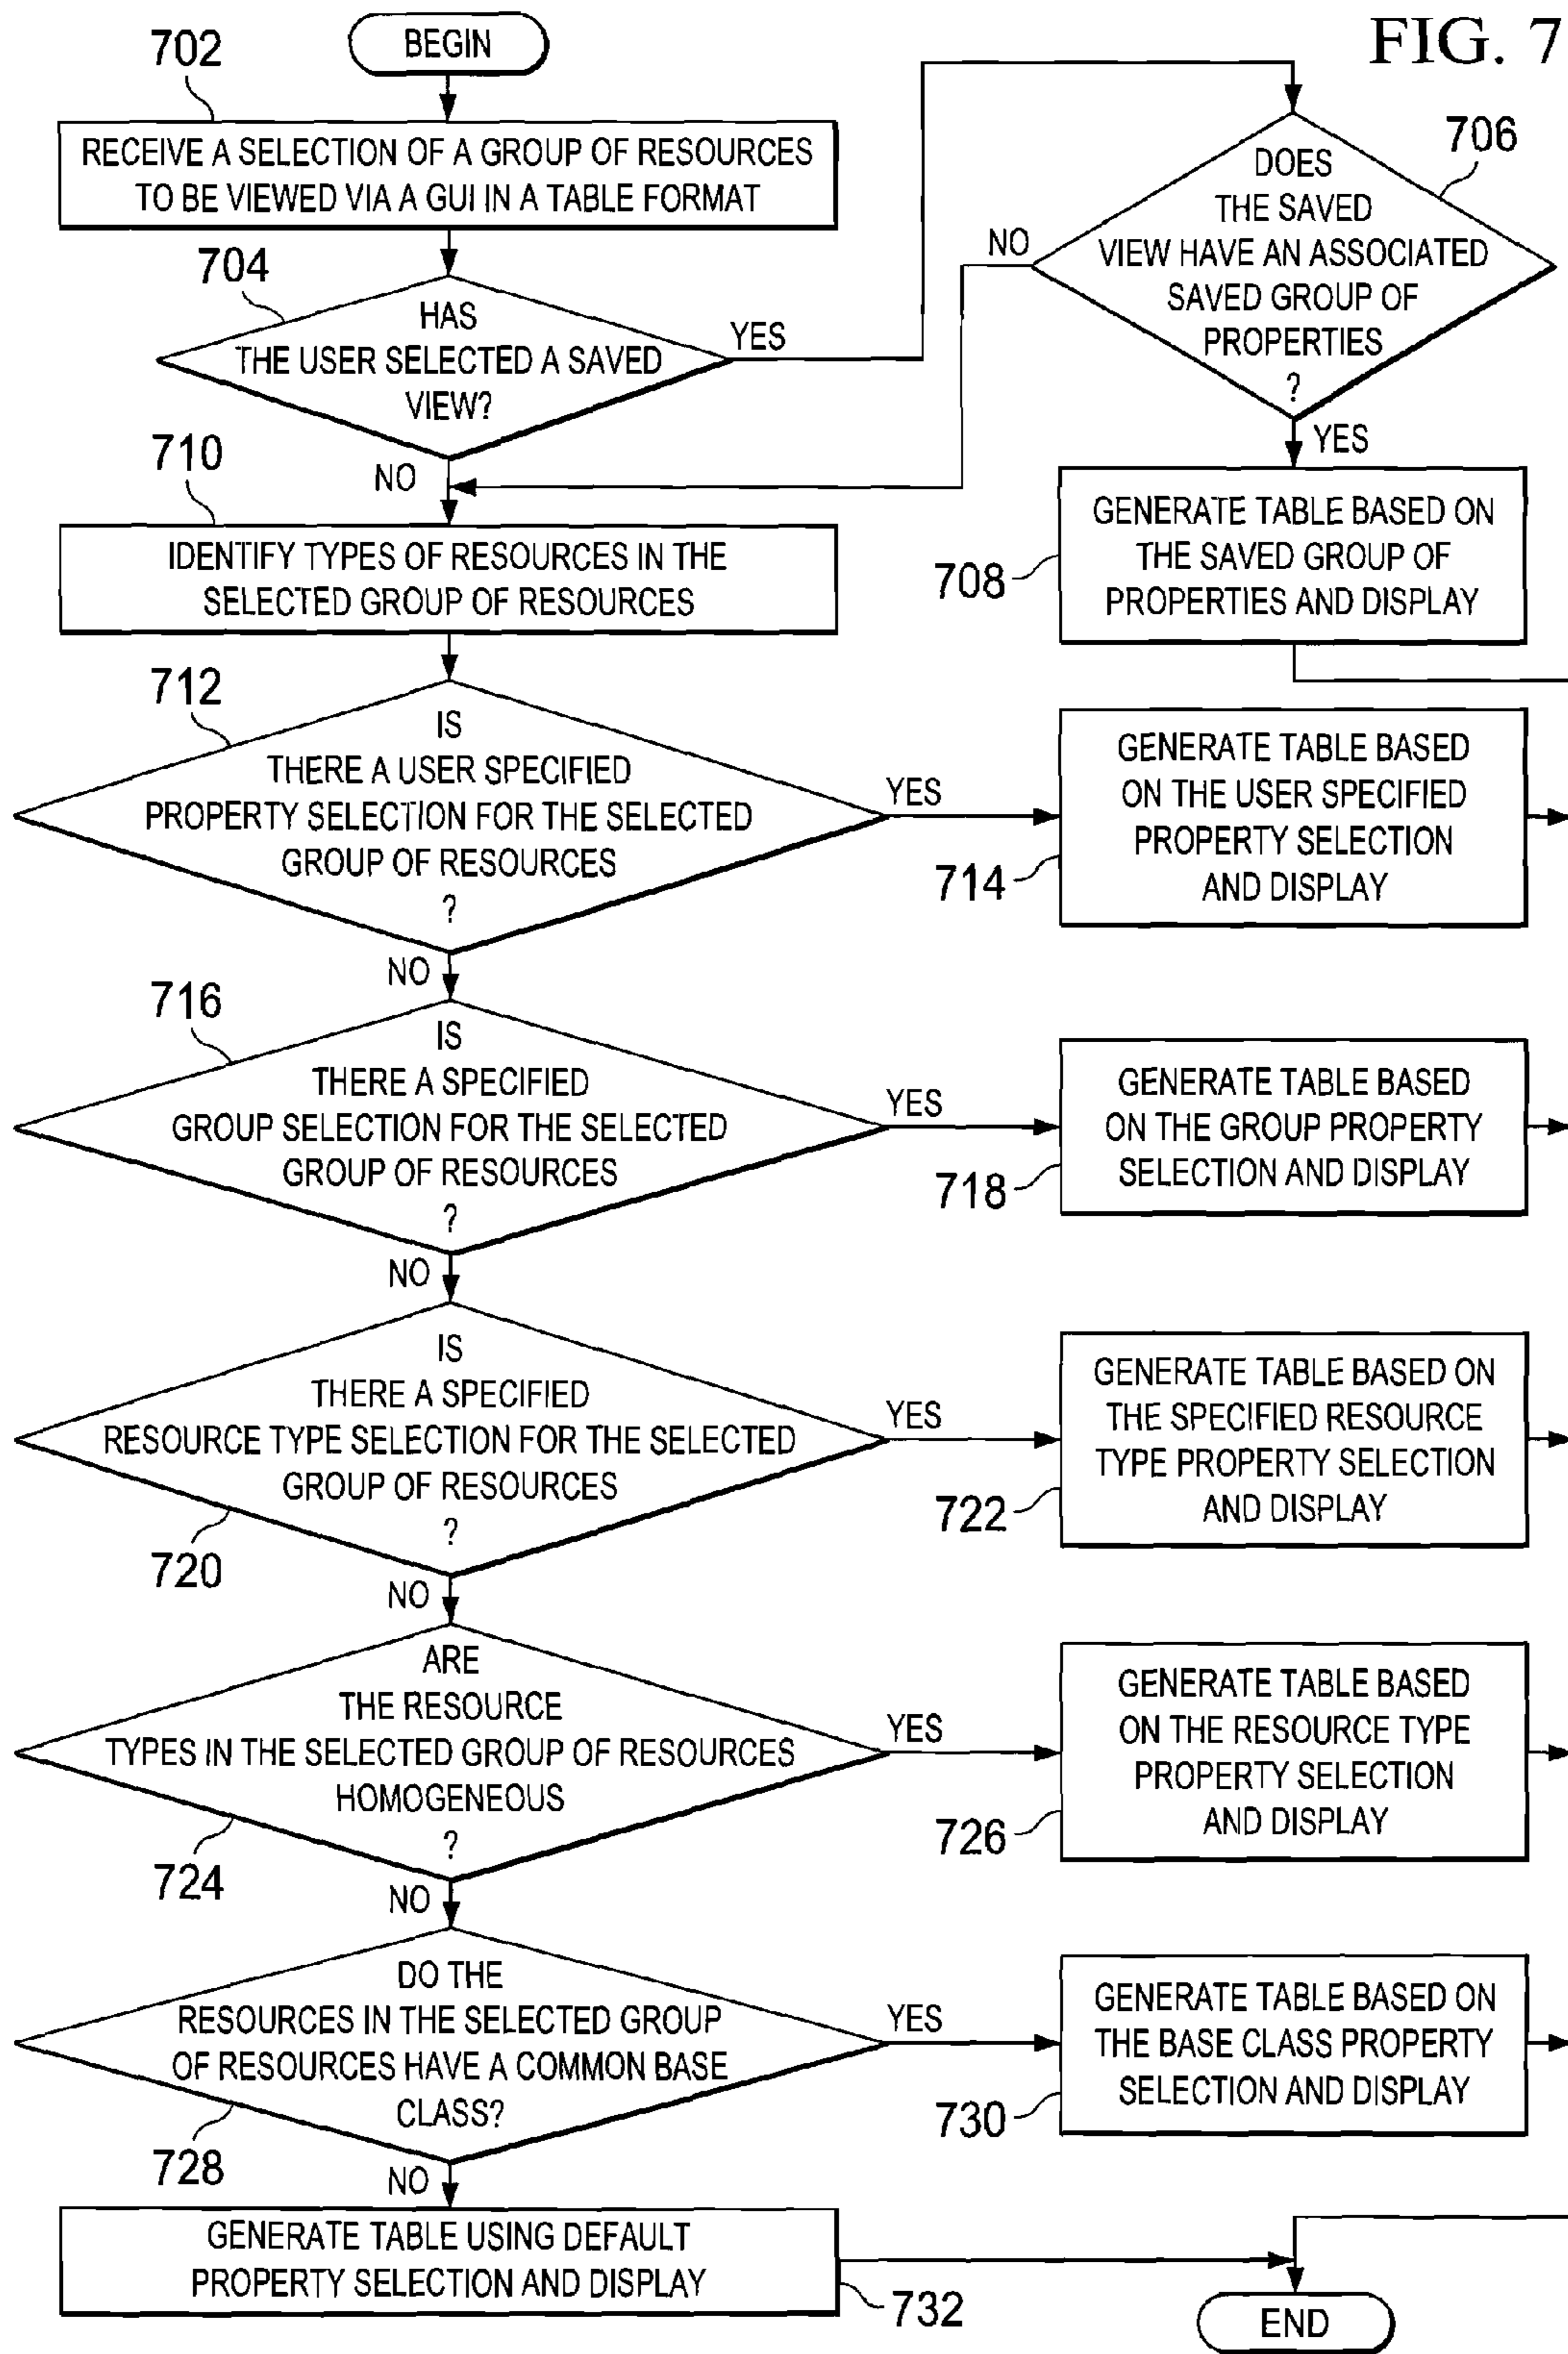 FIG. 7
BEGIN
702
RECEIVE A SELECTION OF A GROUP OF RESOURCES
TO BE VIEWED VIA A GUI IN A TABLE FORMAT
704
HAS
THE USER SELECTED A SAVED
VIEW?
YES
NO
706
DOES
THE SAVED
VIEW HAVE AN ASSOCIATED
SAVED GROUP OF
PROPERTIES
?
NO
YES
708
GENERATE TABLE BASED ON
THE SAVED GROUP OF
PROPERTIES AND DISPLAY
710
IDENTIFY TYPES OF RESOURCES IN THE
SELECTED GROUP OF RESOURCES
712
IS
THERE A USER SPECIFIED
PROPERTY SELECTION FOR THE SELECTED
GROUP OF RESOURCES
?
YES
NO
714
GENERATE TABLE BASED
ON THE USER SPECIFIED
PROPERTY SELECTION
AND DISPLAY
716
IS
THERE A SPECIFIED
GROUP SELECTION FOR THE SELECTED
GROUP OF RESOURCES
?
YES
NO
718
GENERATE TABLE BASED
ON THE GROUP PROPERTY
SELECTION AND DISPLAY
IS
THERE A SPECIFIED
RESOURCE TYPE SELECTION FOR THE SELECTED
GROUP OF RESOURCES
?
720
YES
NO
722
GENERATE TABLE BASED ON
THE SPECIFIED RESOURCE
TYPE PROPERTY SELECTION
AND DISPLAY
ARE
THE RESOURCE
TYPES IN THE SELECTED GROUP OF RESOURCES
HOMOGENEOUS
?
724
YES
NO
726
GENERATE TABLE BASED
ON THE RESOURCE TYPE
PROPERTY SELECTION
AND DISPLAY
DO THE
RESOURCES IN THE SELECTED GROUP
OF RESOURCES HAVE A COMMON BASE
CLASS?
728
YES
NO
730
GENERATE TABLE BASED ON
THE BASE CLASS PROPERTY
SELECTION AND DISPLAY
GENERATE TABLE USING DEFAULT
PROPERTY SELECTION AND DISPLAY
732
END